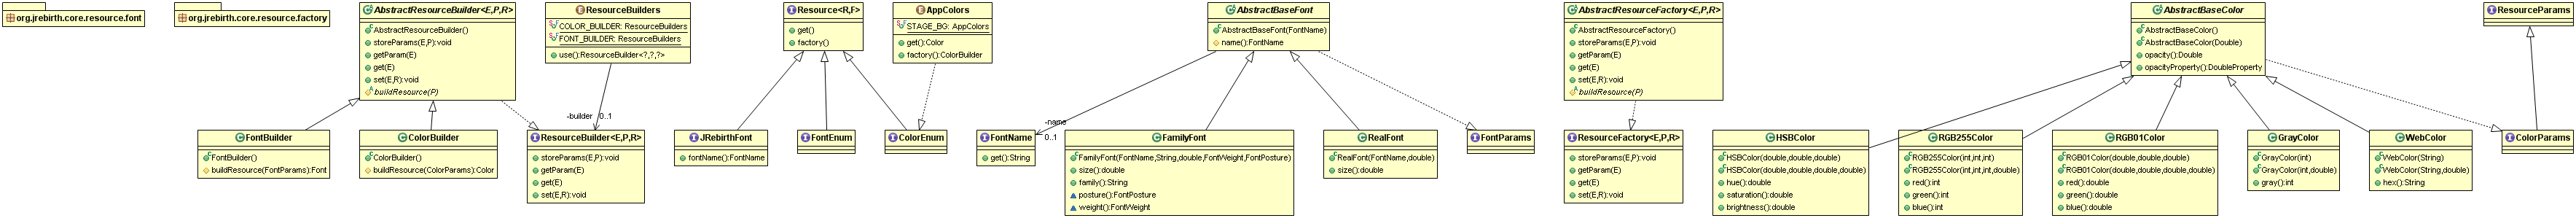 org.jrebirth.core.resource.font
org.jrebirth.core.resource.factory
AbstractResourceBuilder<E,P,R>
AbstractResourceBuilder()
storeParams(E,P):void
getParam(E)
get(E)
set(E,R):void
buildResource(P)
ResourceBuilders
COLOR_BUILDER: ResourceBuilders
FONT_BUILDER: ResourceBuilders
use():ResourceBuilder<?,?,?>
Resource<R,F>
get()
factory()
AppColors
STAGE_BG: AppColors
get():Color
factory():ColorBuilder
AbstractBaseFont
AbstractBaseFont(FontName)
name():FontName
AbstractResourceFactory<E,P,R>
AbstractResourceFactory()
storeParams(E,P):void
getParam(E)
get(E)
set(E,R):void
buildResource(P)
AbstractBaseColor
AbstractBaseColor()
AbstractBaseColor(Double)
opacity():Double
opacityProperty():DoubleProperty
ResourceParams
-builder 0..1
-name
0..1
FontBuilder
FontBuilder()
buildResource(FontParams):Font
ColorBuilder
ColorBuilder()
buildResource(ColorParams):Color
ResourceBuilder<E,P,R>
storeParams(E,P):void
getParam(E)
get(E)
set(E,R):void
JRebirthFont
fontName():FontName
FontEnum
ColorEnum
FontName
get():String
FamilyFont
FamilyFont(FontName,String,double,FontWeight,FontPosture)
size():double
family():String
posture():FontPosture
weight():FontWeight
RealFont
RealFont(FontName,double)
size():double
FontParams
ResourceFactory<E,P,R>
storeParams(E,P):void
getParam(E)
get(E)
set(E,R):void
HSBColor
HSBColor(double,double,double)
HSBColor(double,double,double,double)
hue():double
saturation():double
brightness():double
RGB255Color
RGB255Color(int,int,int)
RGB255Color(int,int,int,double)
red():int
green():int
blue():int
RGB01Color
RGB01Color(double,double,double)
RGB01Color(double,double,double,double)
red():double
green():double
blue():double
GrayColor
GrayColor(int)
GrayColor(int,double)
gray():int
WebColor
WebColor(String)
WebColor(String,double)
hex():String
ColorParams